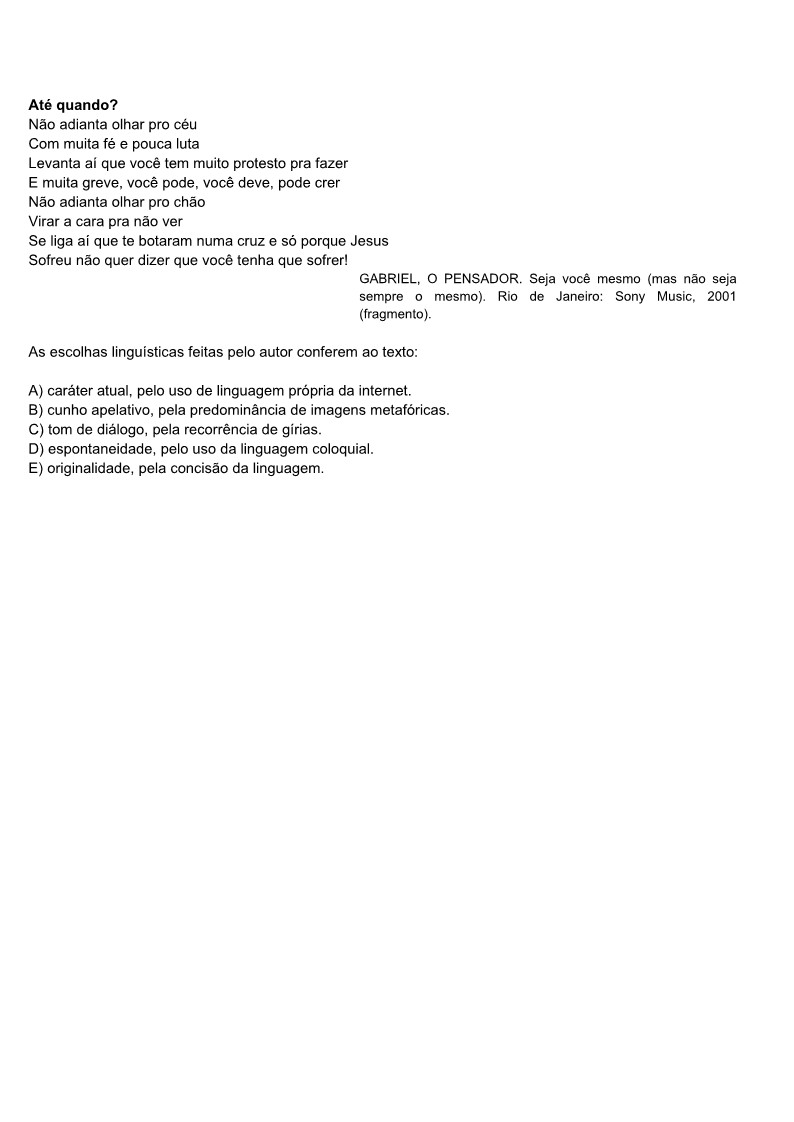 Até quando?
Não adianta olhar pro céu
Com muita fé e pouca luta
Levanta aí que você tem muito protesto pra fazer
E muita greve, você pode, você deve, pode crer
Não adianta olhar pro chão
Virar a cara pra não ver
Se liga aí que te botaram numa cruz e só porque Jesus
Sofreu não quer dizer que você tenha que sofrer!
GABRIEL, O PENSADOR. Seja você mesmo (mas não seja
sempre o mesmo). Rio de Janeiro: Sony Music, 2001
(fragmento).
As escolhas linguísticas feitas pelo autor conferem ao texto:
A) caráter atual, pelo uso de linguagem própria da internet.
B) cunho apelativo, pela predominância de imagens metafóricas.
C) tom de diálogo, pela recorrência de gírias.
D) espontaneidade, pelo uso da linguagem coloquial.
E) originalidade, pela concisão da linguagem.